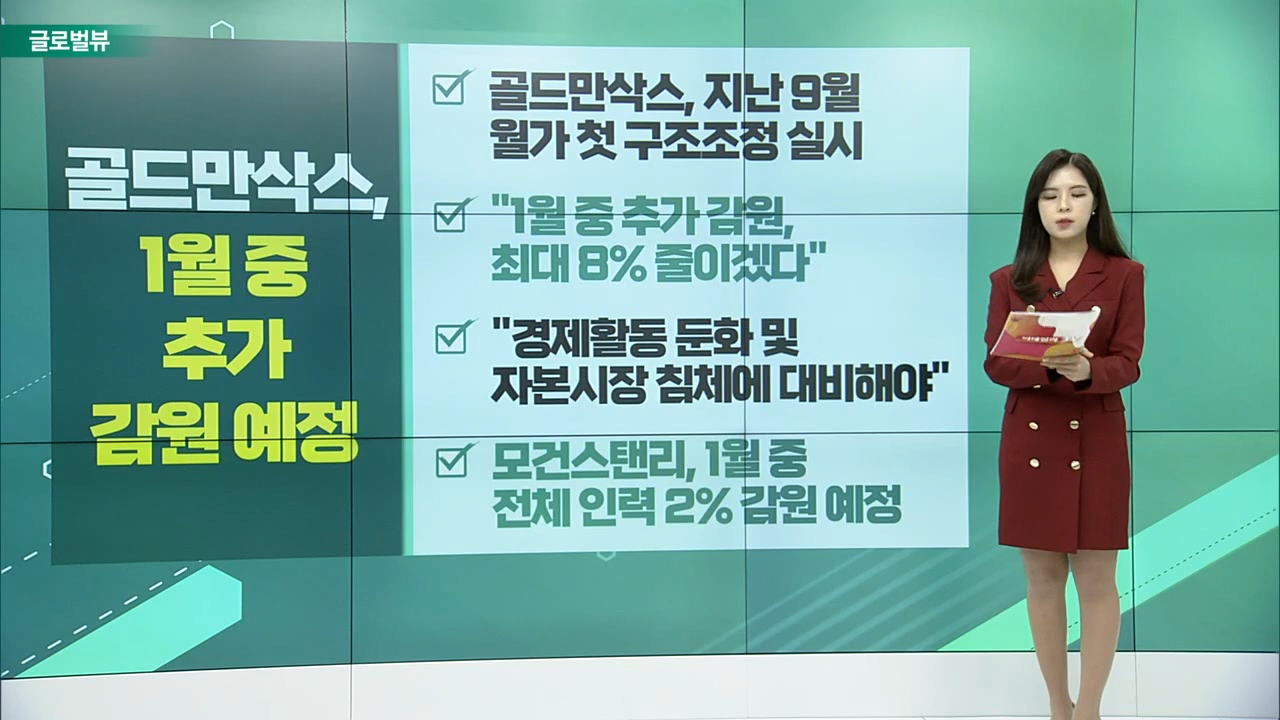 글로벌뷰
골드만삭스,
1월 중
추가
감원 예정
골드만삭스, 지난 9월
월가 첫 구조조정 실시
"1월 중 추가 감원,
최대 8% 줄이겠다"
"경제활동 둔화 및
자본시장 침체에 대비해야"
모건스탠리, 1월 중
전체 인력 2% 감원 예정